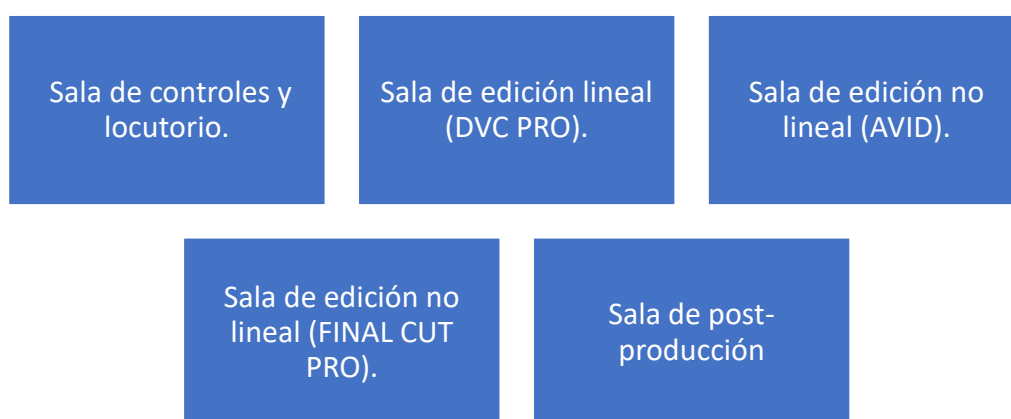 Sala de controles y
locutorio.
Sala de edición lineal
(DVC PRO).
Sala de edición no
lineal (AVID).
Sala de edición no
lineal (FINAL CUT
PRO).
Sala de post-
producción